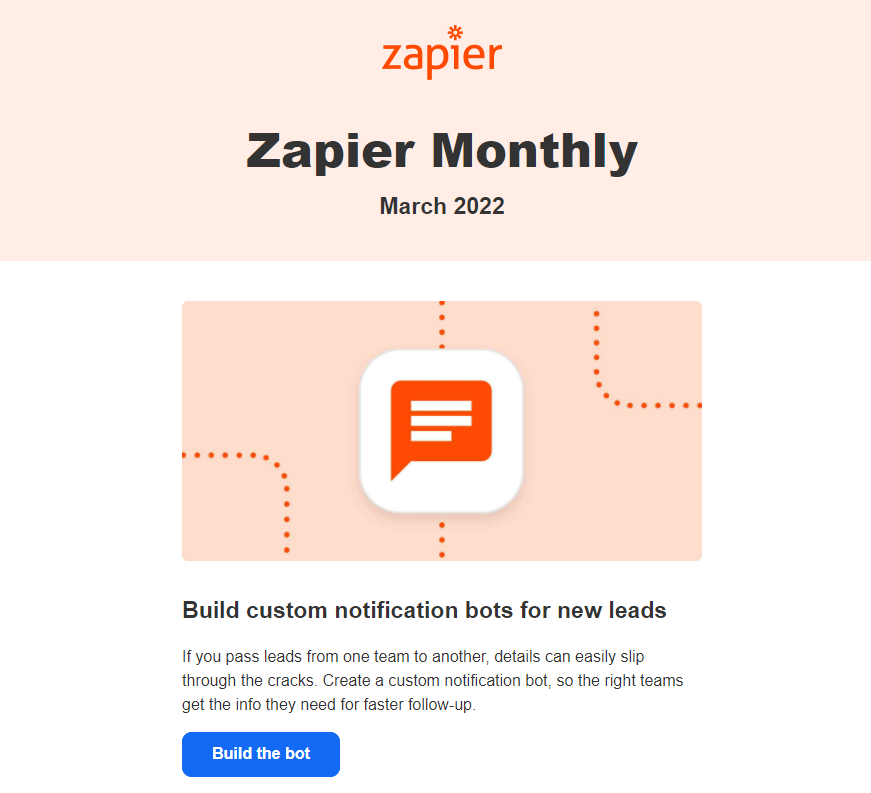 zapier
Zapier Monthly
March 2022
Build custom notification bots for new leads
If you pass leads from one team to another, details can easily slip
through the cracks. Create a custom notification bot, so the right teams
get the info they need for faster follow-up.
Build the bot